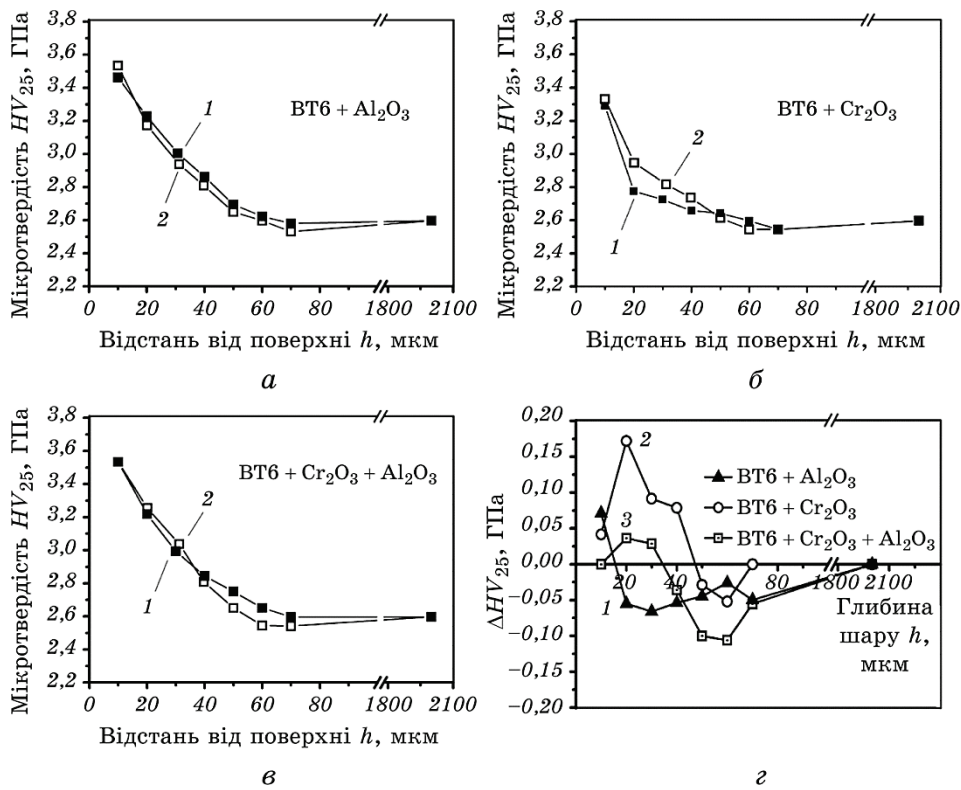 Мікротвердість HV25, ГПа
3,8
3,6
3,4
3,2
3,0
2,8
2,6
2,4
2,2
1
2
ВТ6 + Al2O3
0 20 40 60 80 1800 2100
Відстань від поверхні h, мкм
а
Мікротвердість HV25, ГПа
3,8
3,6
3,4
3,2
3,0
2,8
2,6
2,4
2,2
2
1
ВТ6 + Cr2O3
0 20 40 60 80 1800 2100
Відстань від поверхні h, мкм
б
Мікротвердість HV25, ГПа
3,8
3,6
3,4
3,2
3,0
2,8
2,6
2,4
2,2
2
1
ВТ6 + Cr2O3 + Al2O3
0 20 40 60 80 1800 2100
Відстань від поверхні h, мкм
в
ΔHV25, ГПа
0,20
0,15
0,10
0,05
0,00
−0,05
−0,10
−0,15
−0,20
2
3
1
ВТ6 + Al2O3
ВТ6 + Cr2O3
ВТ6 + Cr2O3 + Al2O3
20 40 80 1800 2100
Глибина
шару h,
мкм
г